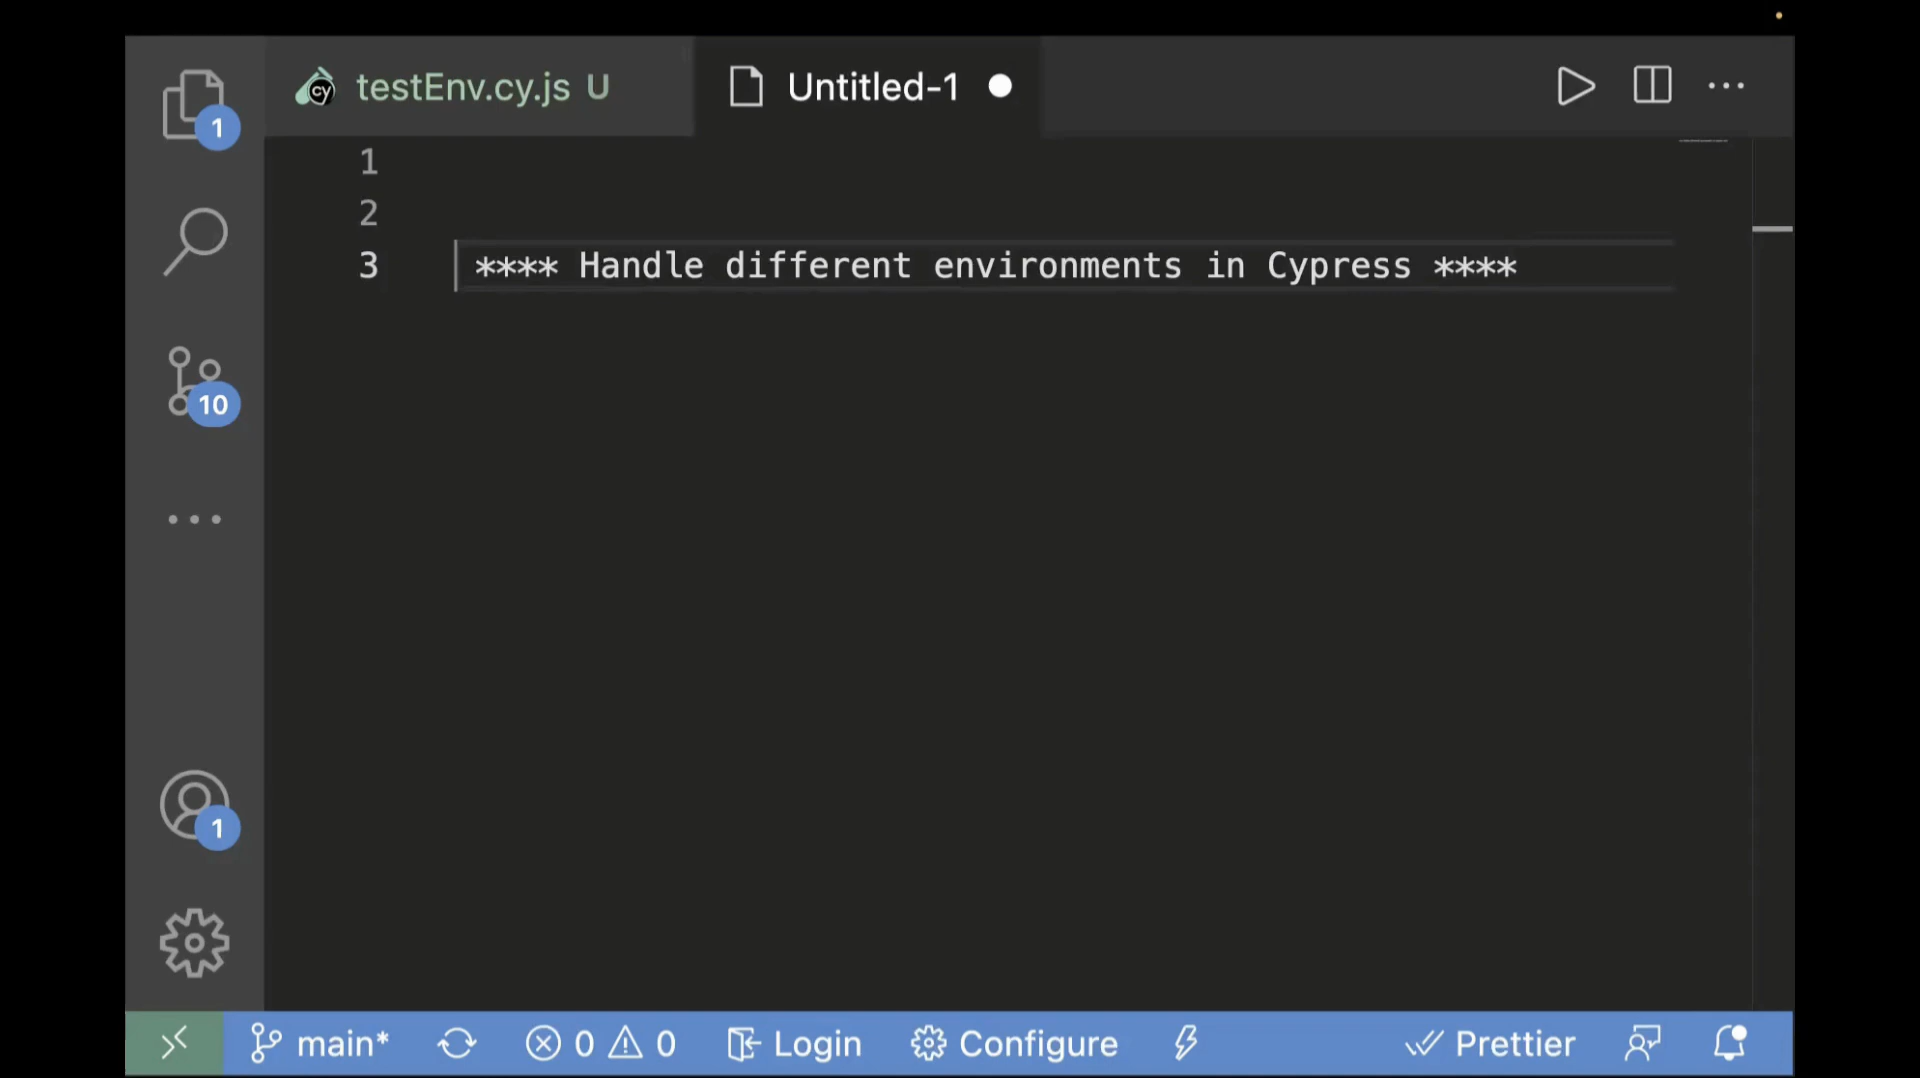 testEnv.cy.js U
Untitled-1
1
1
2
3 **** Handle different environments in Cypress ****
10
1
main* 0 0 Login Configure Prettier